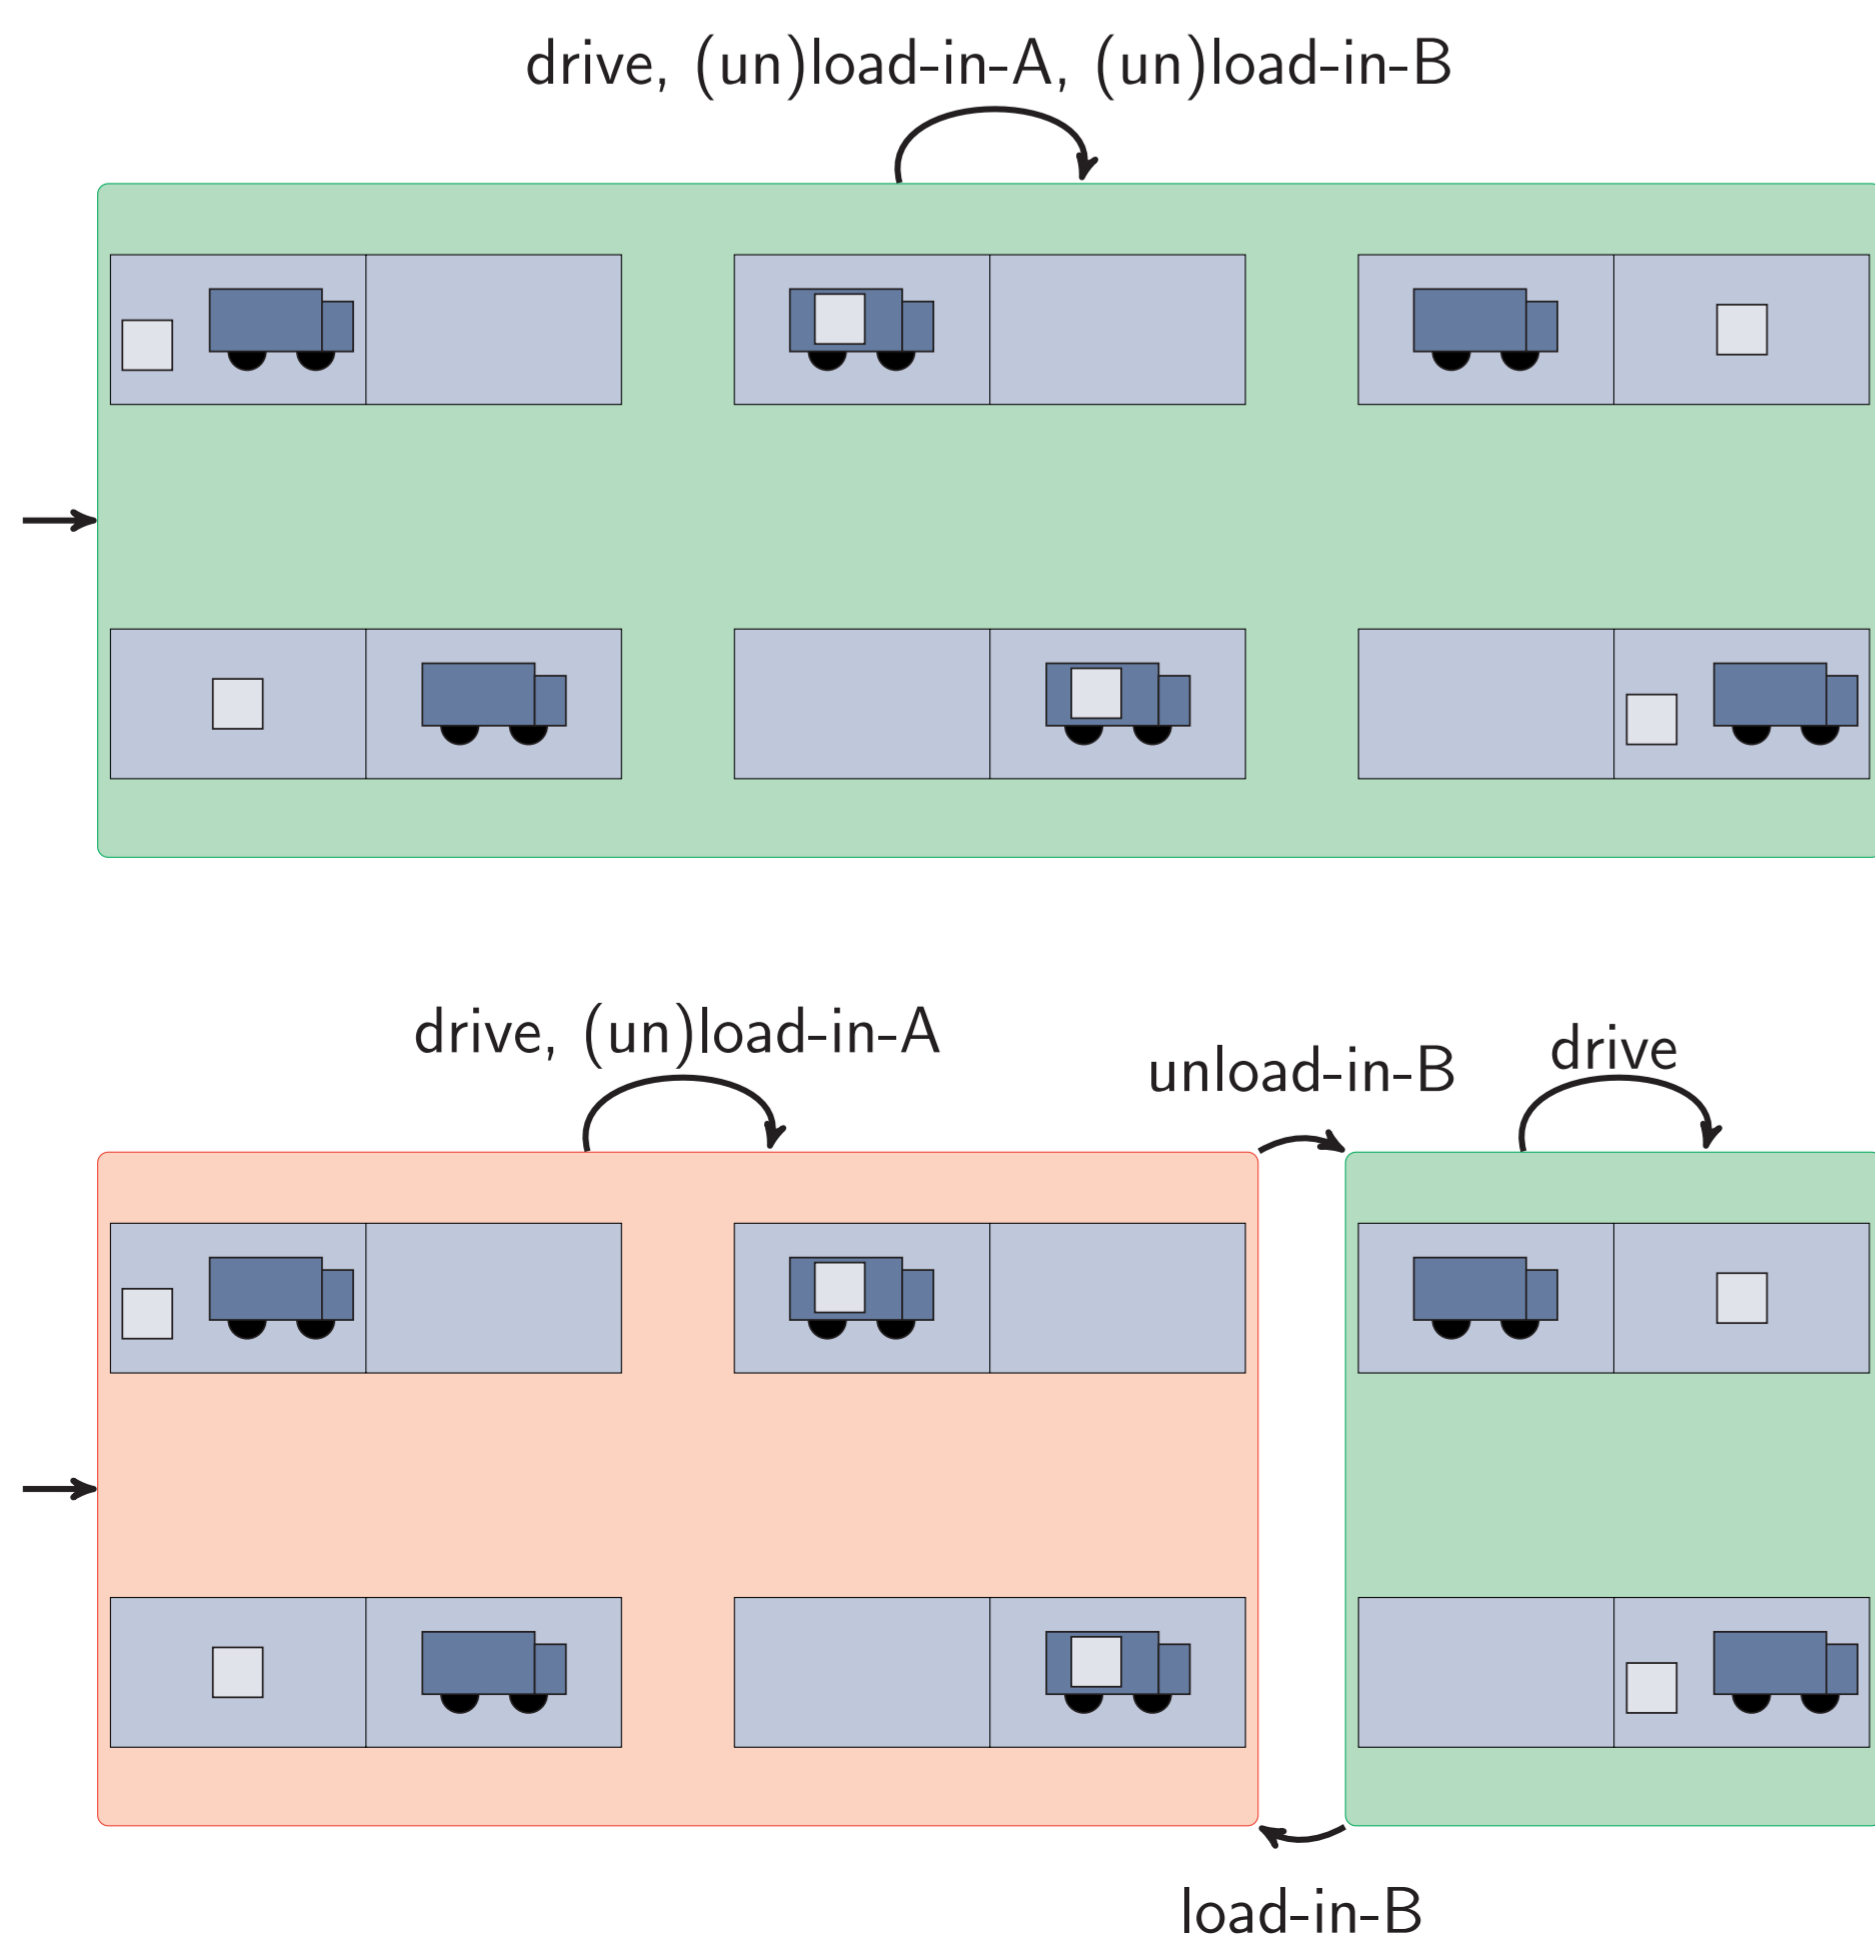 drive, (un)load-in-A, (un)load-in-B
drive, (un)load-in-A
unload-in-B
drive
load-in-B